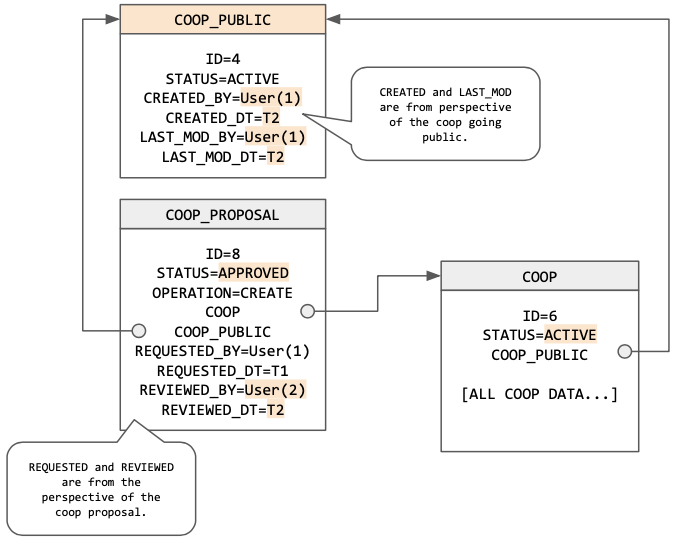 COOP_PUBLIC
ID=4
STATUS=ACTIVE
CREATED_BY=User(1)
CREATED_DT=T2
LAST_MOD_BY=User(1)
LAST_MOD_DT=T2
CREATED and LAST_MOD
are from perspective
of the coop going
public.
COOP_PROPOSAL
ID=8
STATUS=APPROVED
OPERATION=CREATE
COOP
COOP_PUBLIC
REQUESTED_BY=User(1)
REQUESTED_DT=T1
REVIEWED_BY=User(2)
REVIEWED_DT=T2
COOP
ID=6
STATUS=ACTIVE
COOP_PUBLIC
[ALL COOP DATA...]
REQUESTED and REVIEWED
are from the
perspective of the
coop proposal.